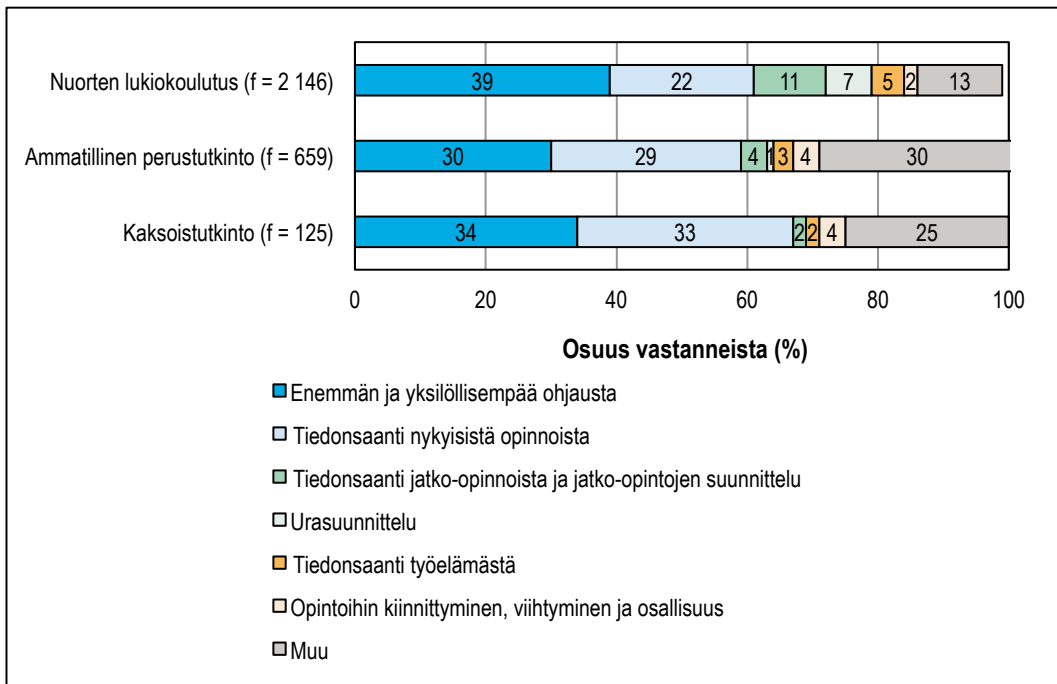 Nuorten lukiokoulutus (f = 2 146) 39 22 11 7 5 2 13
Ammatillinen perustutkinto (f = 659) 30 29 4 1 3 4 30
Kaksoistutkinto (f = 125) 34 33 2 2 4 25
0 20 40 60 80 100
Osuus vastanneista (%)
Enemmän ja yksilöllisempää ohjausta
Tiedonsaanti nykyisistä opinnoista
Tiedonsaanti jatko-opinnoista ja jatko-opintojen suunnittelu
Urasuunnittelu
Tiedonsaanti työelämästä
Opintoihin kiinnittyminen, viihtyminen ja osallisuus
Muu